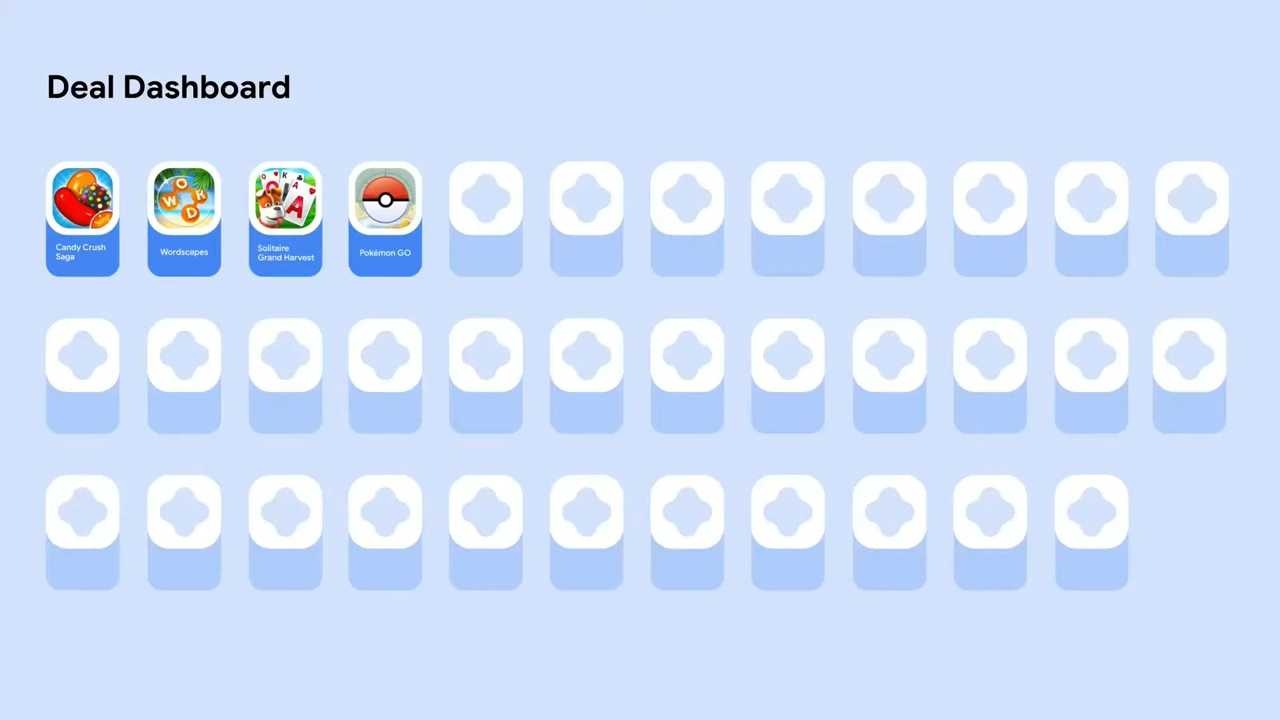 Deal Dashboard
Candy Crush
Saga
Wordscapes
Solitaire
Grand Harvest
Pokémon GO
W
O
R
D
Q
K
A
A